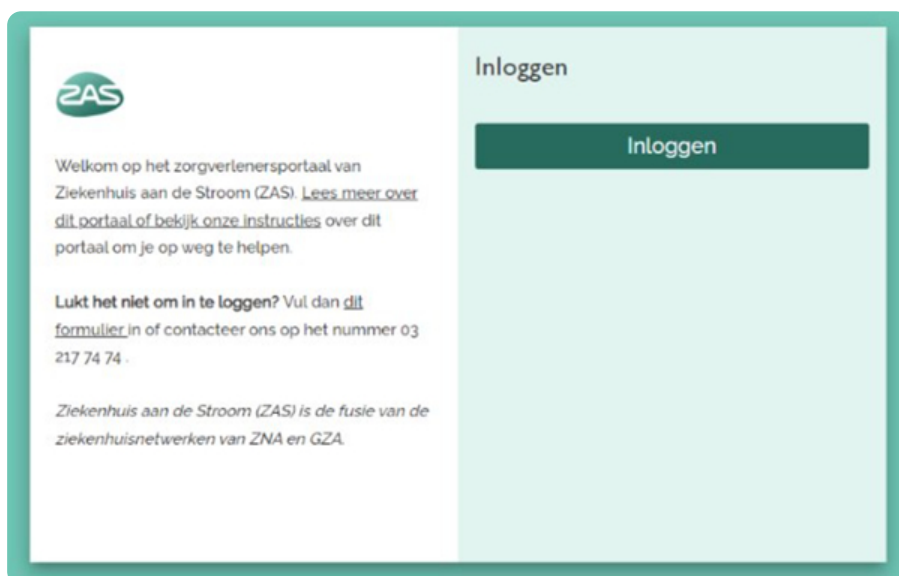 ZAS
Welkom op het zorgverlenersportaal van
Ziekenhuis aan de Stroom (ZAS). Lees meer over
dit portaal of bekijk onze instructies over dit
portaal om je op weg te helpen.
Lukt het niet om in te loggen? Vul dan dit
formulier in of contacteer ons op het nummer 03
217 74 74 .
Ziekenhuis aan de Stroom (ZAS) is de fusie van de
ziekenhuisnetwerken van ZNA en GZA.
Inloggen
Inloggen